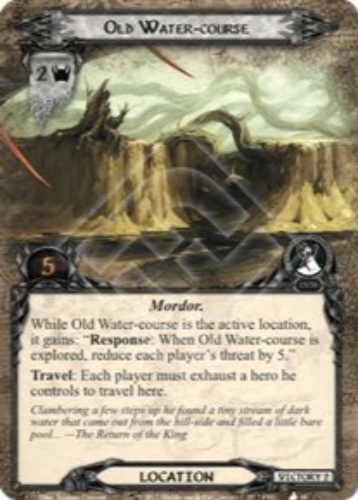 OLD WATER-COURSE
2
5
Mordor.
While Old Water-course is the active location,
it gains: “Response: When Old Water-course is
explored, reduce each player’s threat by 5.”
Travel: Each player must exhaust a hero he
controls to travel here.
Clambering a few steps up he found a tiny stream of dark
water that came out from the hill-side and filled a little bare
pool... —The Return of the King
LOCATION
VICTORY 2